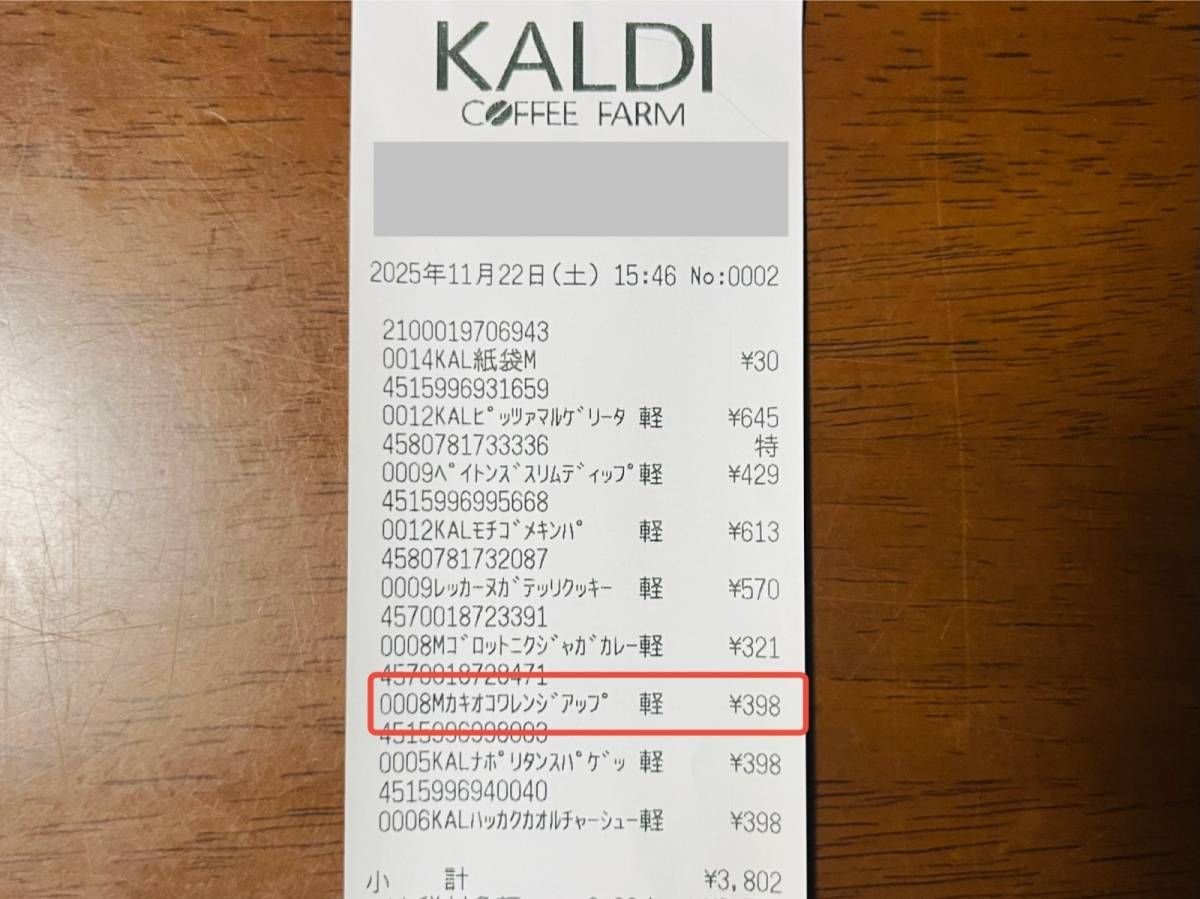 KALDI
COFFEE FARM
2025年11月22日(土) 15:46 No:0002
2100019706943
0014KAL紙袋M ¥30
4515996931659
0012KALﾋﾟｯﾂｧﾏﾙｹﾞﾘｰﾀ 軽 ¥645
4580781733336 特
0009ﾍﾟｲﾄﾝｽﾞｽﾘﾑﾃﾞｨｯﾌﾟ軽 ¥429
4515996995668
0012KALﾓﾁｺﾞﾒｷﾝﾊﾟ 軽 ¥613
4580781732087
0009ﾚｯｶｰﾇｶﾞﾃｯﾘｸｯｷｰ 軽 ¥570
4570018723391
0008Mｺﾞﾛｯﾄﾆｸｼﾞｬｶﾞｶﾚｰ軽 ¥321
4570018728471
0008Mｶｷｵｺﾜﾚﾝｼﾞｱｯﾌﾟ 軽 ¥398
4515996998003
0005KALﾅﾎﾟﾘﾀﾝｽﾊﾟｹﾞｯ 軽 ¥398
4515996940040
0006KALﾊｯｶｸｶｵﾙﾁｬｰｼｭｰ軽 ¥398
小 計 ¥3,802